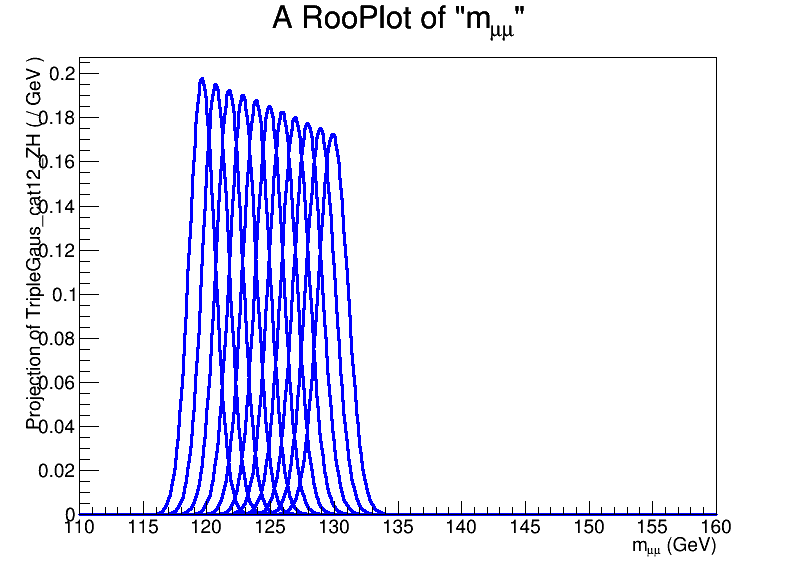 A RooPlot of "mμμ"
Projection of TripleGaus_cat12_ZH ( / GeV )
0.2
0.18
0.16
0.14
0.12
0.1
0.08
0.06
0.04
0.02
0
110 115 120 125 130 135 140 145 150 155 160
mμμ (GeV)